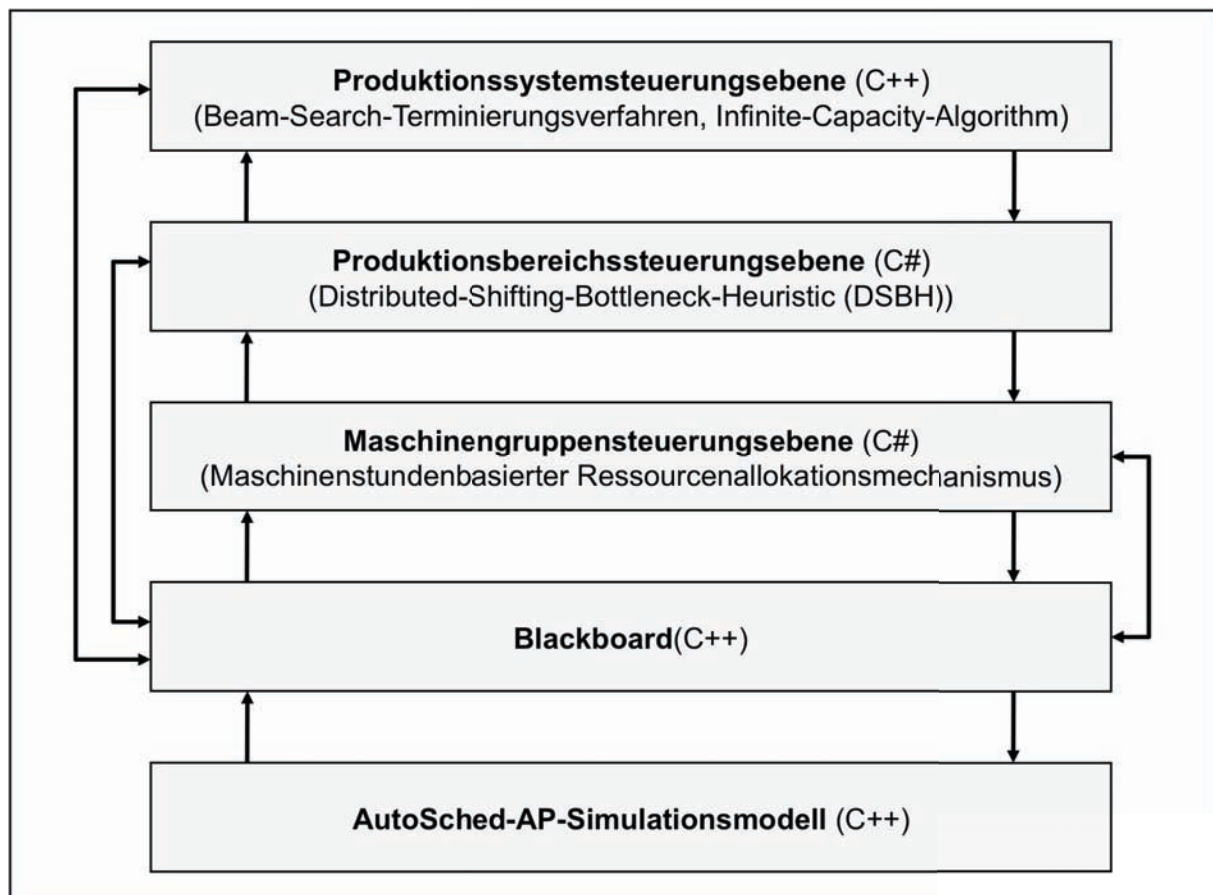 Produktionssystemsteuerungsebene (C++)
(Beam-Search-Terminierungsverfahren, Infinite-Capacity-Algorithm)
Produktionsbereichssteuerungsebene (C#)
(Distributed-Shifting-Bottleneck-Heuristic (DSBH))
Maschinengruppensteuerungsebene (C#)
(Maschinenstundenbasierter Ressourcenallokationsmechanismus)
Blackboard(C++)
AutoSched-AP-Simulationsmodell (C++)